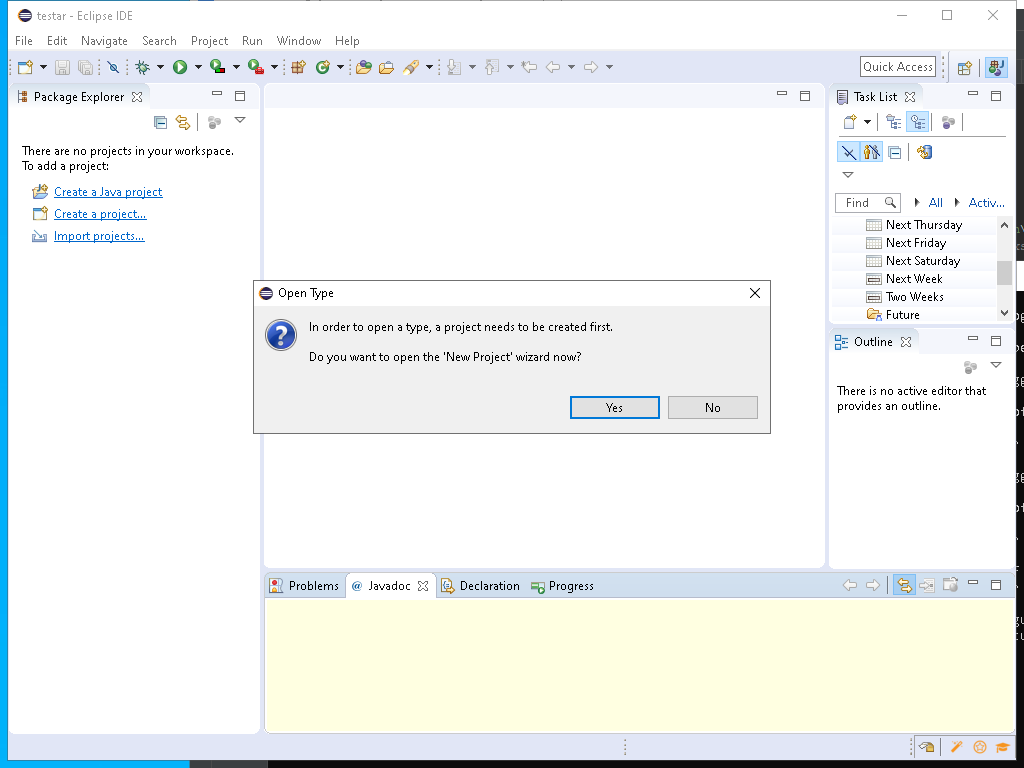 testar - Eclipse IDE
File Edit Navigate Search Project Run Window Help
Quick Access
Package Explorer
There are no projects in your workspace.
To add a project:
Create a Java project
Create a project...
Import projects...
Task List
Find All Activ...
Next Thursday
Next Friday
Next Saturday
Next Week
Two Weeks
Future
Open Type
In order to open a type, a project needs to be created first.
Do you want to open the 'New Project' wizard now?
Yes No
Outline
There is no active editor that
provides an outline.
Problems @ Javadoc Declaration Progress